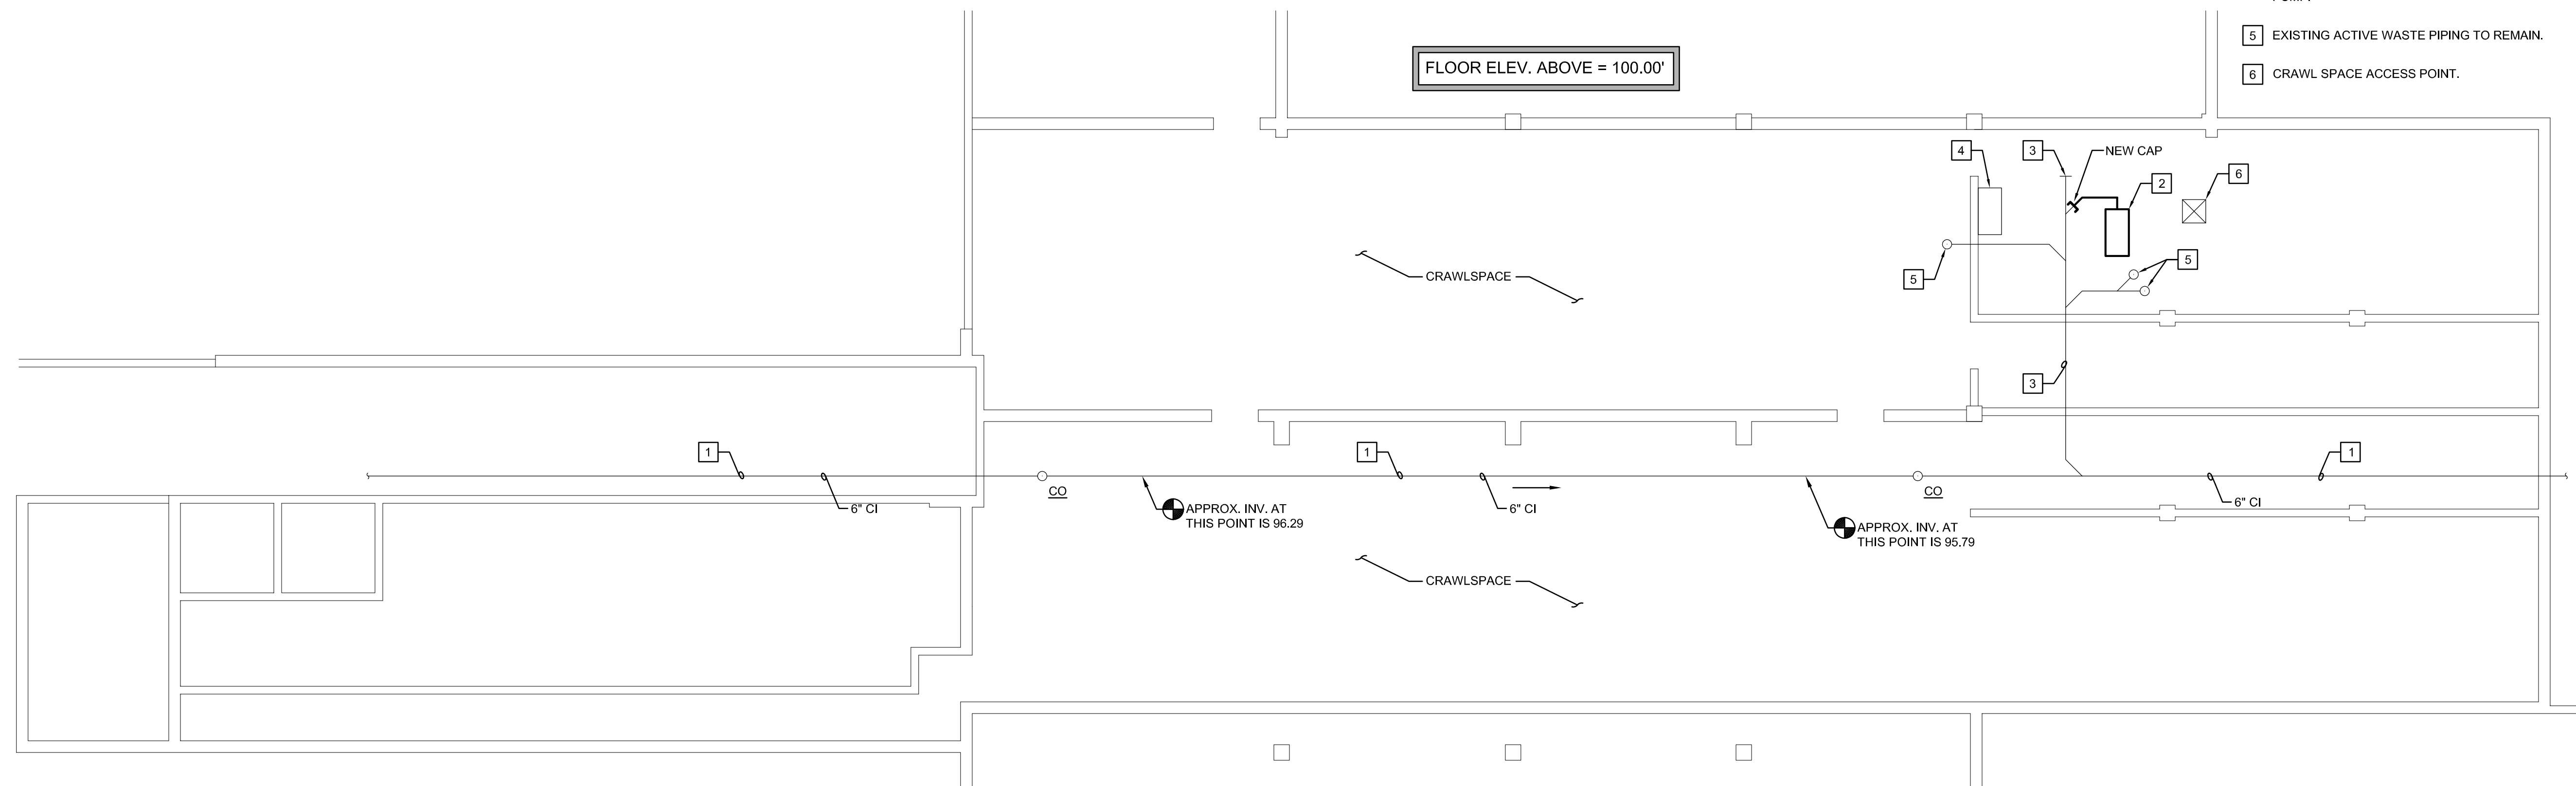 5 EXISTING ACTIVE WASTE PIPING TO REMAIN.
6 CRAWL SPACE ACCESS POINT.
FLOOR ELEV. ABOVE = 100.00'
4
3
NEW CAP
2
6
5
5
CRAWLSPACE
3
1
1
1
CO
CO
6" CI
6" CI
6" CI
APPROX. INV. AT
THIS POINT IS 96.29
APPROX. INV. AT
THIS POINT IS 95.79
CRAWLSPACE